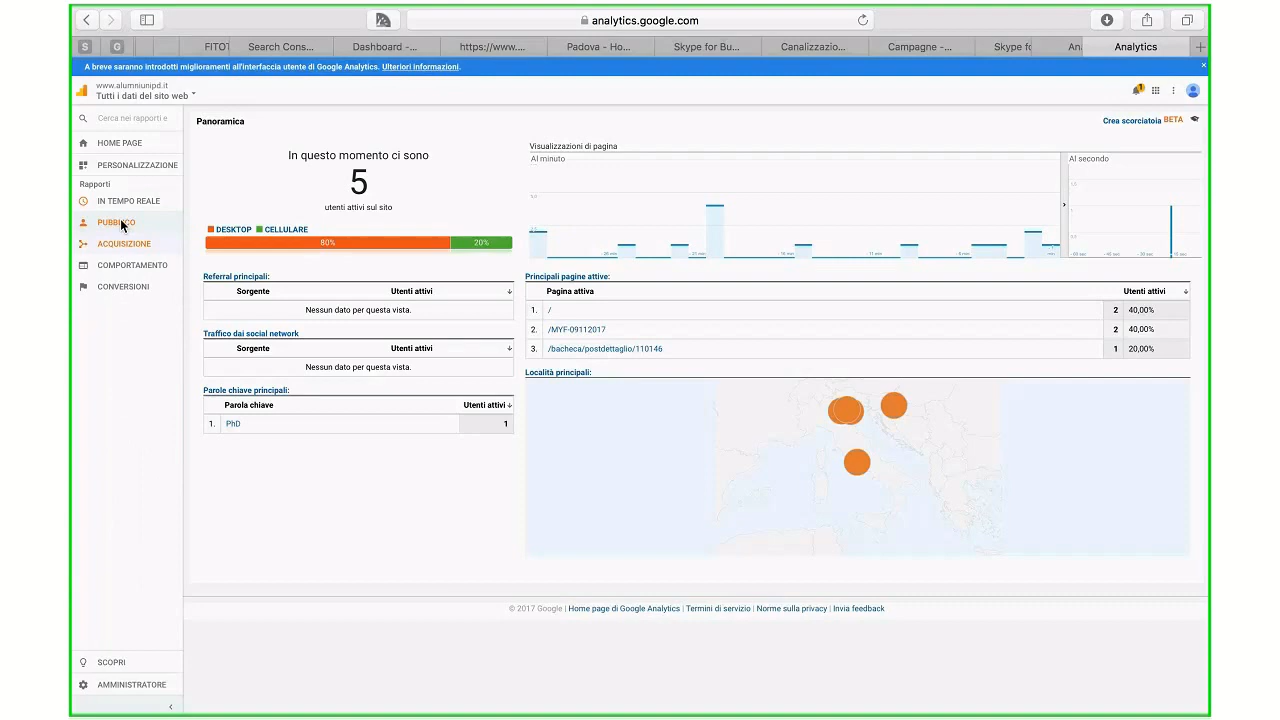 analytics.google.com
S G FITOT Search Cons... Dashboard -... https://www.... Padova - Ho... Skype for Bu... Canalizzazio... Campagne -... Skype fo An Analytics
A breve saranno introdotti miglioramenti all'interfaccia utente di Google Analytics. Ulteriori informazioni.
www.alumniunipd.it
Tutti i dati del sito web
1
Cerca nei rapporti e
HOME PAGE
PERSONALIZZAZIONE
Rapporti
IN TEMPO REALE
PUBBLICO
ACQUISIZIONE
COMPORTAMENTO
CONVERSIONI
SCOPRI
AMMINISTRATORE
Panoramica
Crea scorciatoia BETA
In questo momento ci sono
5
utenti attivi sul sito
DESKTOP CELLULARE
80% 20%
Visualizzazioni di pagina
Al minuto
Al secondo
Referral principali:
Sorgente Utenti attivi
Nessun dato per questa vista.
Traffico dai social network
Sorgente Utenti attivi
Nessun dato per questa vista.
Parole chiave principali:
Parola chiave Utenti attivi
1. PhD 1
Principali pagine attive:
Pagina attiva Utenti attivi
1. / 2 40,00%
2. /MYF-09112017 2 40,00%
3. /bacheca/postdettaglio/110146 1 20,00%
Località principali:
© 2017 Google | Home page di Google Analytics | Termini di servizio | Norme sulla privacy | Invia feedback